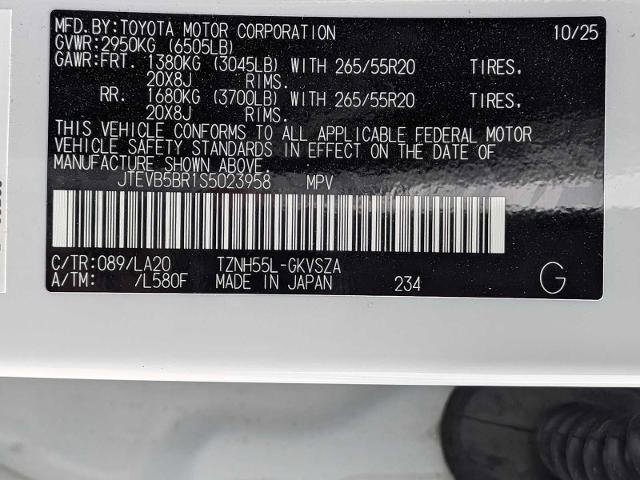 MFD.BY:TOYOTA MOTOR CORPORATION 10/25
GVWR:2950KG (6505LB)
GAWR:FRT. 1380KG (3045LB) WITH 265/55R20 TIRES,
20X8J RIMS.
RR. 1680KG (3700LB) WITH 265/55R20 TIRES,
20X8J RIMS.
THIS VEHICLE CONFORMS TO ALL APPLICABLE FEDERAL MOTOR
VEHICLE SAFETY STANDARDS IN EFFECT ON THE DATE OF
MANUFACTURE SHOWN ABOVE.
JTEVB5BR1S5023958 MPV
C/TR:089/LA20 TZNH55L-GKVSZA
A/TM: /L580F MADE IN JAPAN 234 G